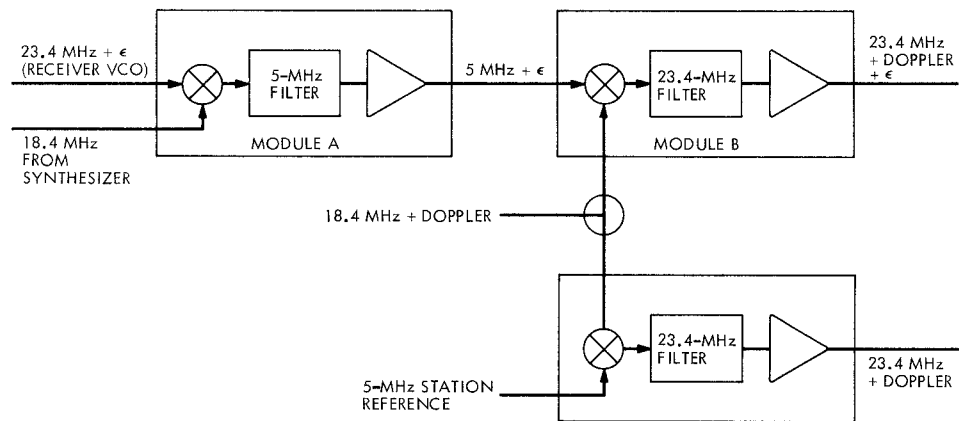 23.4 MHz + ϵ
(RECEIVER VCO)
18.4 MHz
FROM
SYNTHESIZER
5-MHz
FILTER
MODULE A
5 MHz + ϵ
23.4-MHz
FILTER
MODULE B
23.4 MHz
+ DOPPLER
+ ϵ
18.4 MHz + DOPPLER
5-MHz STATION
REFERENCE
23.4-MHz
FILTER
23.4 MHz
+ DOPPLER